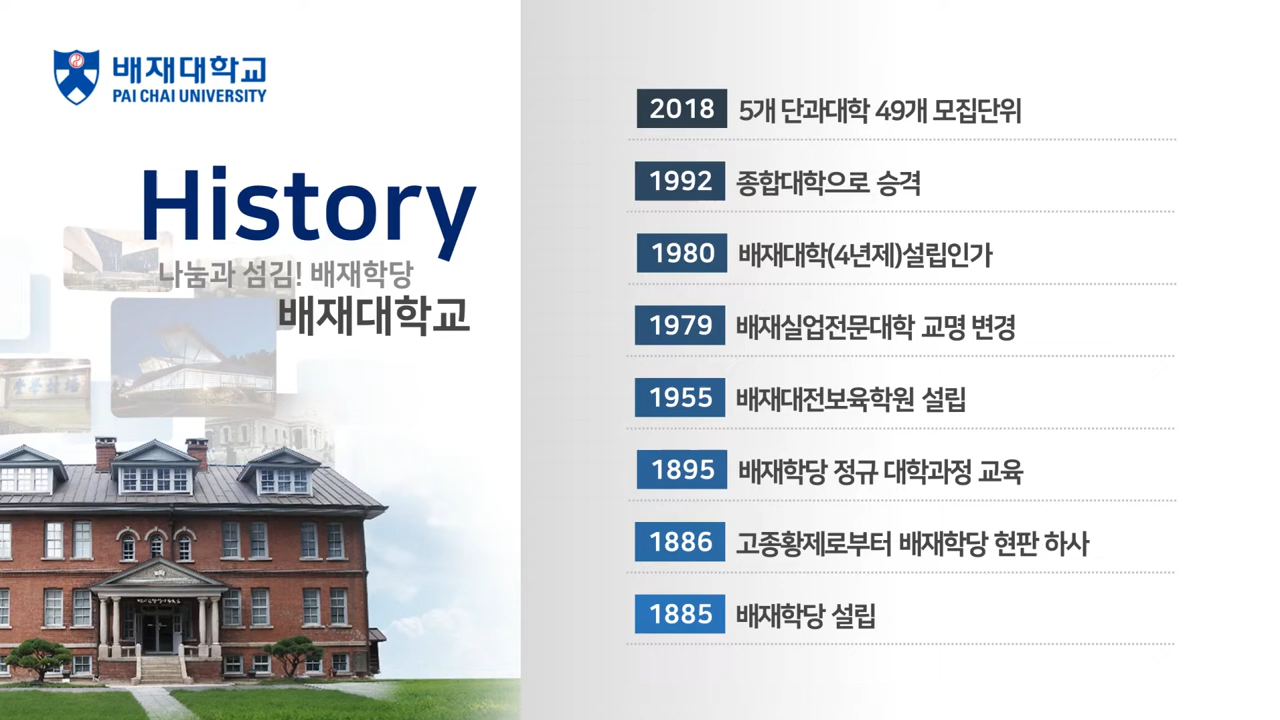 배재대학교
PAI CHAI UNIVERSITY
History
나눔과 섬김! 배재학당
배재대학교
2018 5개 단과대학 49개 모집단위
1992 종합대학으로 승격
1980 배재대학(4년제)설립인가
1979 배재실업전문대학 교명 변경
1955 배재대전보육학원 설립
1895 배재학당 정규 대학과정 교육
1886 고종황제로부터 배재학당 현판 하사
1885 배재학당 설립